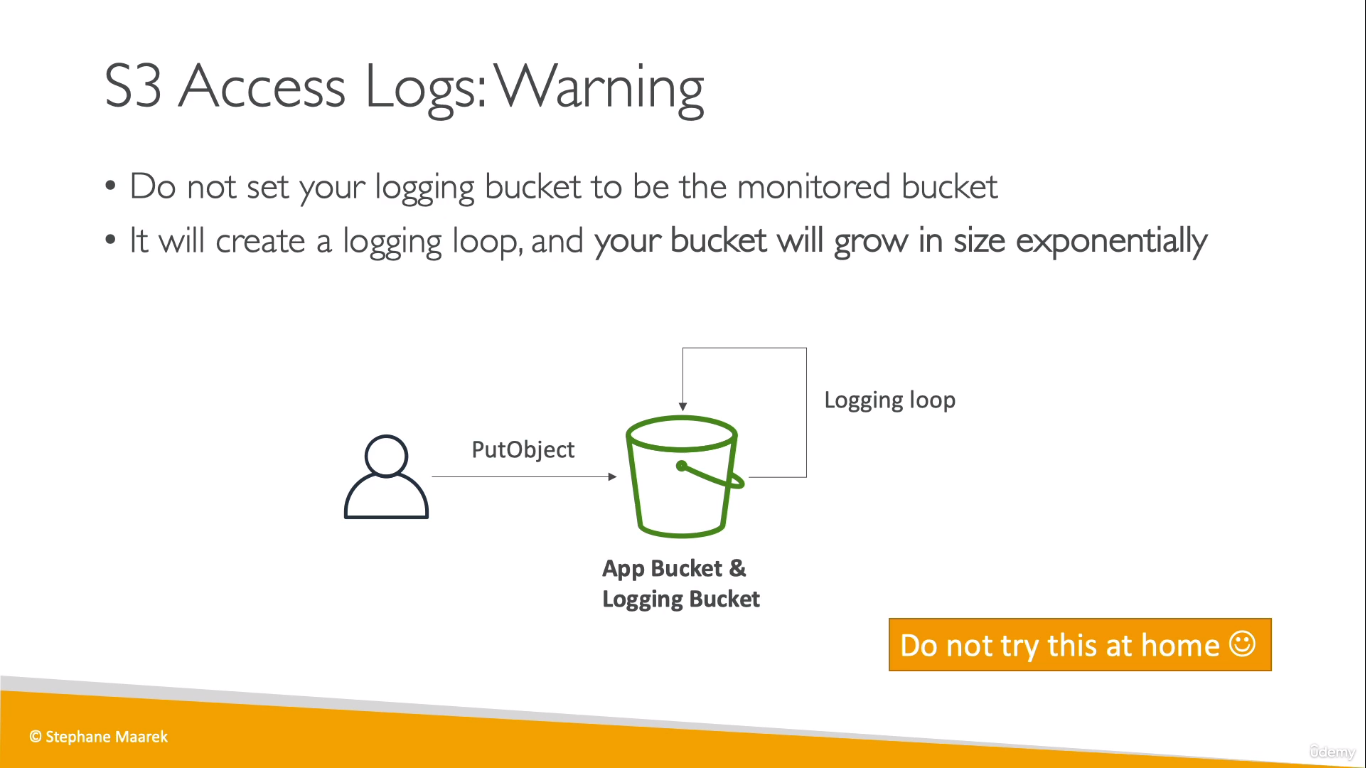 S3 Access Logs: Warning
• Do not set your logging bucket to be the monitored bucket
• It will create a logging loop, and your bucket will grow in size exponentially
Logging loop
PutObject
App Bucket &
Logging Bucket
Do not try this at home ☺
© Stephane Maarek
ûdemy